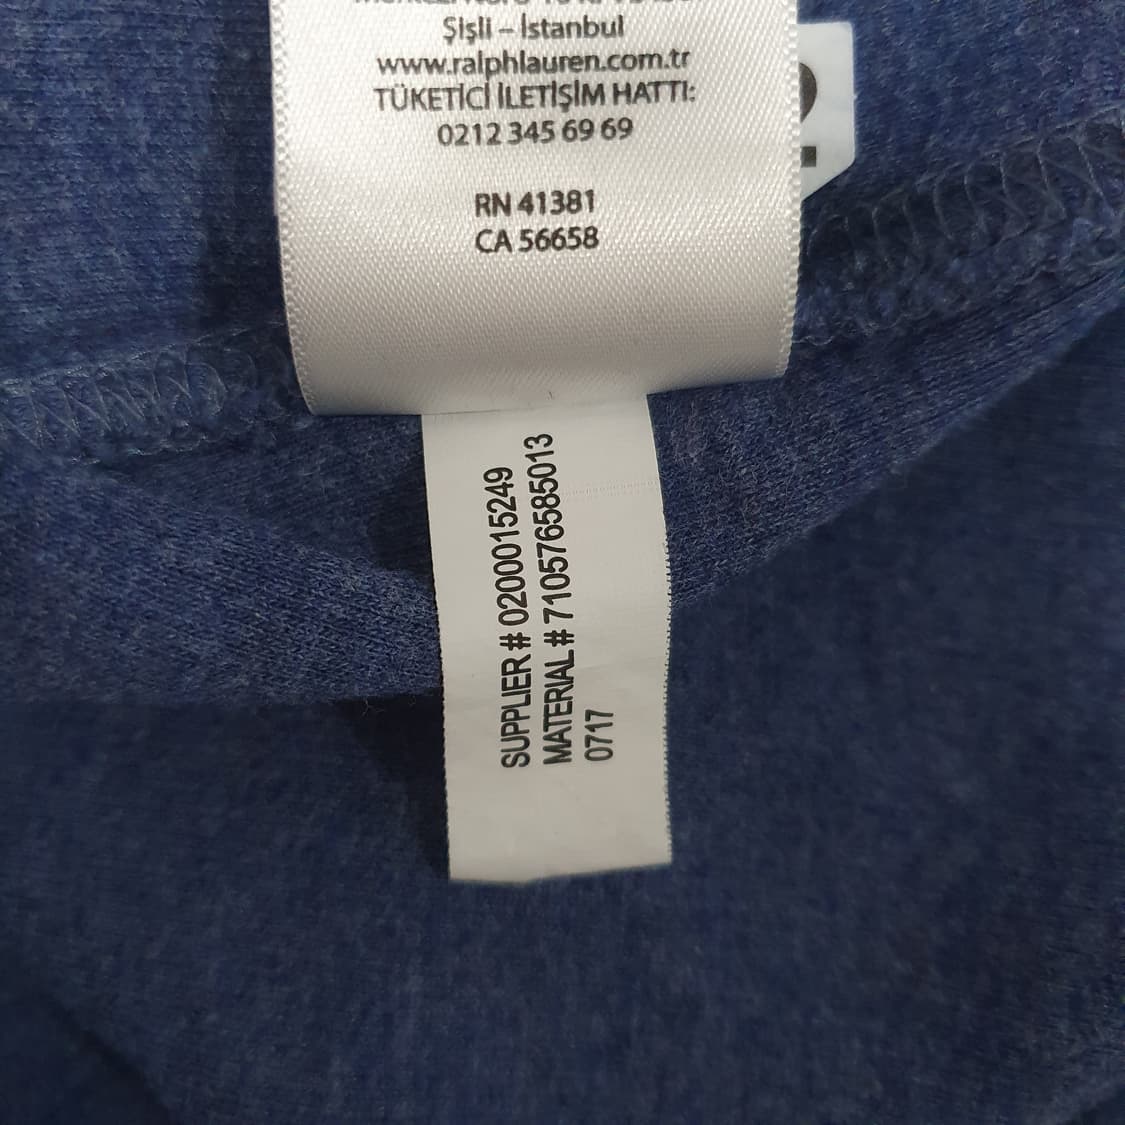 Şişli – İstanbul
www.ralphlauren.com.tr
TÜKETİCİ İLETİŞİM HATTI:
0212 345 69 69
RN 41381
CA 56658
SUPPLIER # 0200015249
MATERIAL # 710576585013
0717